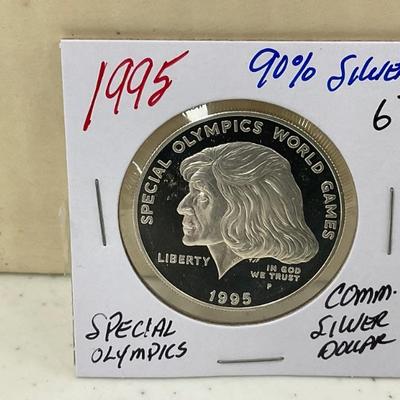 1995
90% SILVER
SPECIAL OLYMPICS WORLD GAMES
LIBERTY
IN GOD
WE TRUST
P
1995
SPECIAL
OLYMPICS
COMM.
SILVER
DOLLAR